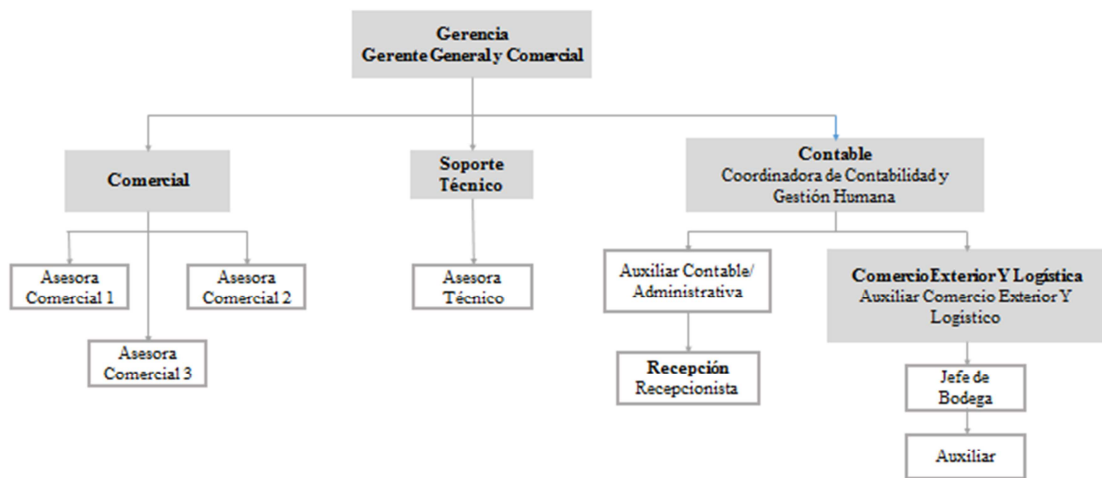 Gerencia
Gerente General y Comercial
Comercial
Soporte
Técnico
Contable
Coordinadora de Contabilidad y
Gestión Humana
Asesora
Comercial 1
Asesora
Comercial 2
Asesora
Comercial 3
Asesora
Técnico
Auxiliar Contable/
Administrativa
Recepción
Recepcionista
Comercio Exterior Y Logística
Auxiliar Comercio Exterior Y
Logístico
Jefe de
Bodega
Auxiliar